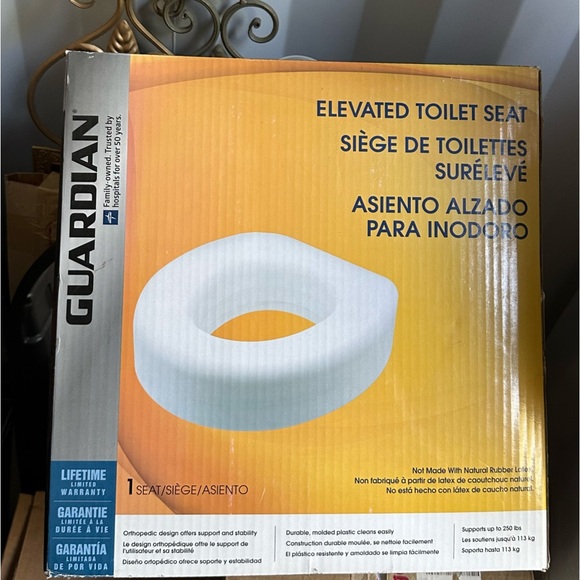 GUARDIAN
Family-owned. Trusted by
hospitals for over 50 years.
ELEVATED TOILET SEAT
SIÈGE DE TOILETTES
SURÉLEVÉ
ASIENTO ALZADO
PARA INODORO
Not Made With Natural Rubber Latex
Non fabriqué à partir de latex de caoutchouc naturel
No está hecho con látex de caucho natural
1 SEAT/SIÈGE/ASIENTO
LIFETIME
LIMITED
WARRANTY
GARANTIE
LIMITÉE À LA
DURÉE À VIE
GARANTÍA
LIMITADA
DE POR VIDA
Orthopedic design offers support and stability
Le design orthopédique offre le support de
l'utilisateur et sa stabilité
Diseño ortopédico ofrece soporte y estabilidad
Durable, molded plastic cleans easily
Construction durable moulée, se nettoie facilement
El plástico resistente y amoldado se limpia fácilmente
Supports up to 250 lbs
Les soutiens jusqu'à 113 kg
Soporta hasta 113 kg